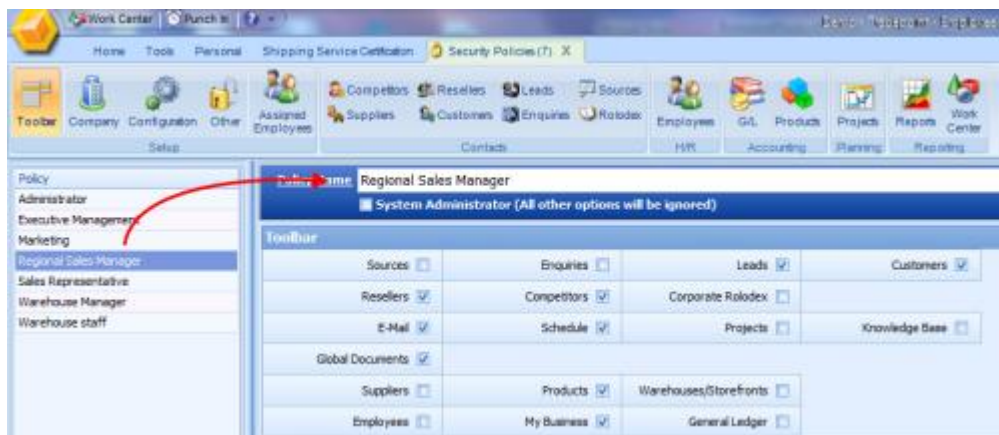 Work Center Punch In
Home Tools Personal Shipping Service Certification Security Policies (7) X
Competitors Resellers Leads Sources
Toolbar Company Configuration Other Assigned Employees Suppliers Customers Enquiries Rolodex Employees G/L Products Projects Reports Work Center
Setup Contacts H/R Accounting Planning Reporting
Policy
Administrator
Executive Management
Marketing
Regional Sales Manager
Sales Representative
Warehouse Manager
Warehouse staff
Policy Name Regional Sales Manager
System Administrator (All other options will be ignored)
Toolbar
Sources Enquiries Leads Customers
Resellers Competitors Corporate Rolodex
E-Mail Schedule Projects Knowledge Base
Global Documents
Suppliers Products Warehouses/Storefronts
Employees My Business General Ledger